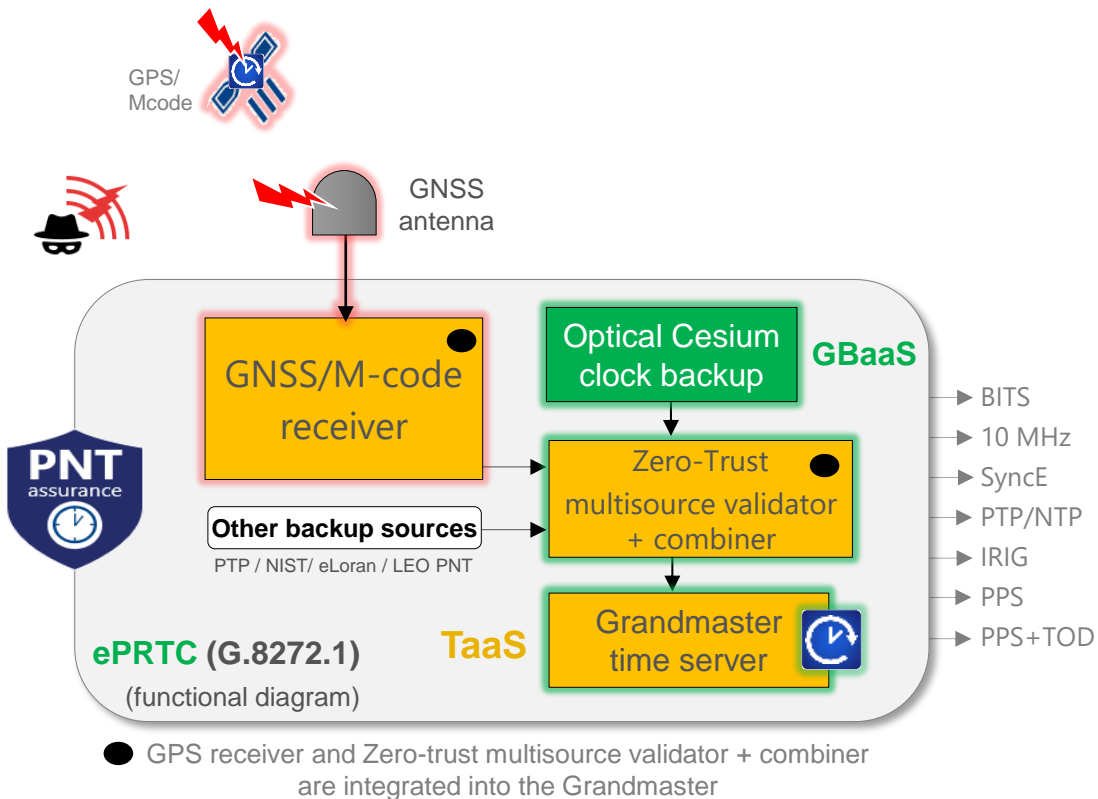 GPS/
Mcode
GNSS
antenna
GNSS/M-code
receiver
Optical Cesium
clock backup
GBaaS
PNT
assurance
Zero-Trust
multisource validator
+ combiner
Other backup sources
PTP / NIST/ eLoran / LEO PNT
Grandmaster
time server
TaaS
ePRTC (G.8272.1)
(functional diagram)
BITS
10 MHz
SyncE
PTP/NTP
IRIG
PPS
PPS+TOD
GPS receiver and Zero-trust multisource validator + combiner
are integrated into the Grandmaster